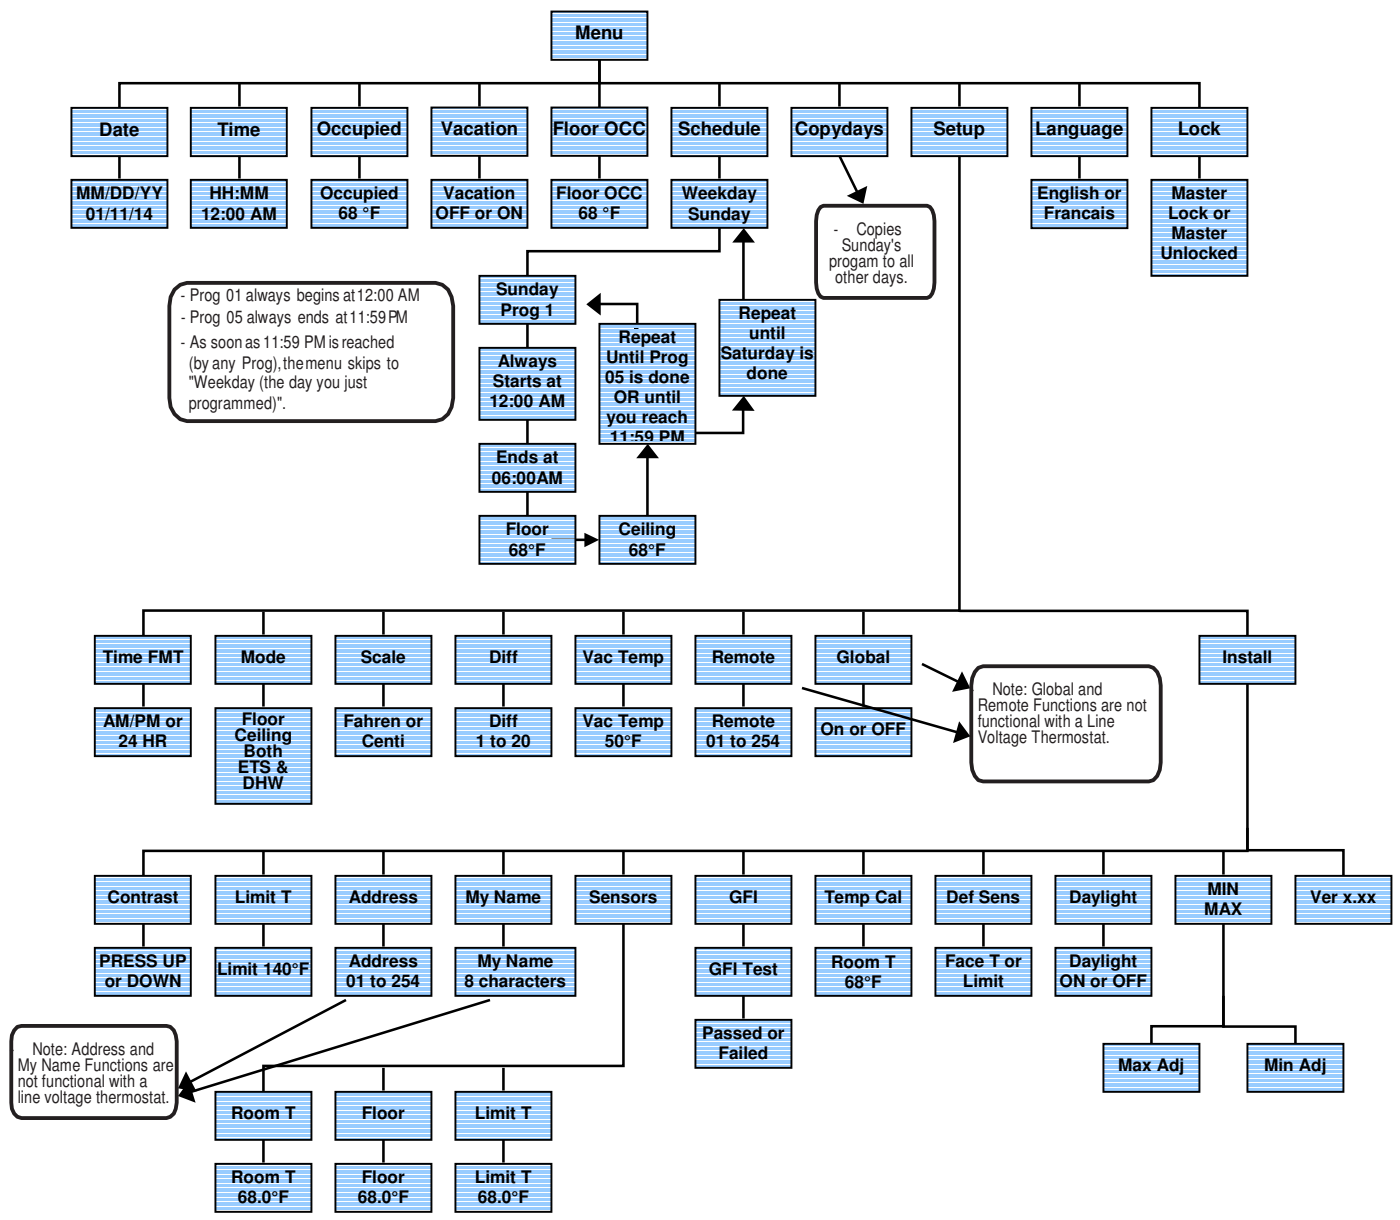 Menu
Date
Time
Occupied
Vacation
Floor OCC
Schedule
Copydays
Setup
Language
Lock
MM/DD/YY
01/11/14
HH:MM
12:00 AM
Occupied
68 °F
Vacation
OFF or ON
Floor OCC
68 °F
Weekday
Sunday
English or
Francais
Master
Lock or
Master
Unlocked
- Copies
Sunday's
progam to all
other days.
- Prog 01 always begins at 12:00 AM
- Prog 05 always ends at 11:59 PM
- As soon as 11:59 PM is reached
(by any Prog), the menu skips to
"Weekday (the day you just
programmed)".
Sunday
Prog 1
Always
Starts at
12:00 AM
Ends at
06:00AM
Floor
68°F
Ceiling
68°F
Repeat
Until Prog
05 is done
OR until
you reach
11:59 PM
Repeat
until
Saturday is
done
Time FMT
Mode
Scale
Diff
Vac Temp
Remote
Global
Install
AM/PM or
24 HR
Floor
Ceiling
Both
ETS &
DHW
Fahren or
Centi
Diff
1 to 20
Vac Temp
50°F
Remote
01 to 254
On or OFF
Note: Global and
Remote Functions are not
functional with a Line
Voltage Thermostat.
Contrast
Limit T
Address
My Name
Sensors
GFI
Temp Cal
Def Sens
Daylight
MIN
MAX
Ver x.xx
PRESS UP
or DOWN
Limit 140°F
Address
01 to 254
My Name
8 characters
GFI Test
Room T
68°F
Face T or
Limit
Daylight
ON or OFF
Passed or
Failed
Max Adj
Min Adj
Note: Address and
My Name Functions are
not functional with a
line voltage thermostat.
Room T
Floor
Limit T
Room T
68.0°F
Floor
68.0°F
Limit T
68.0°F